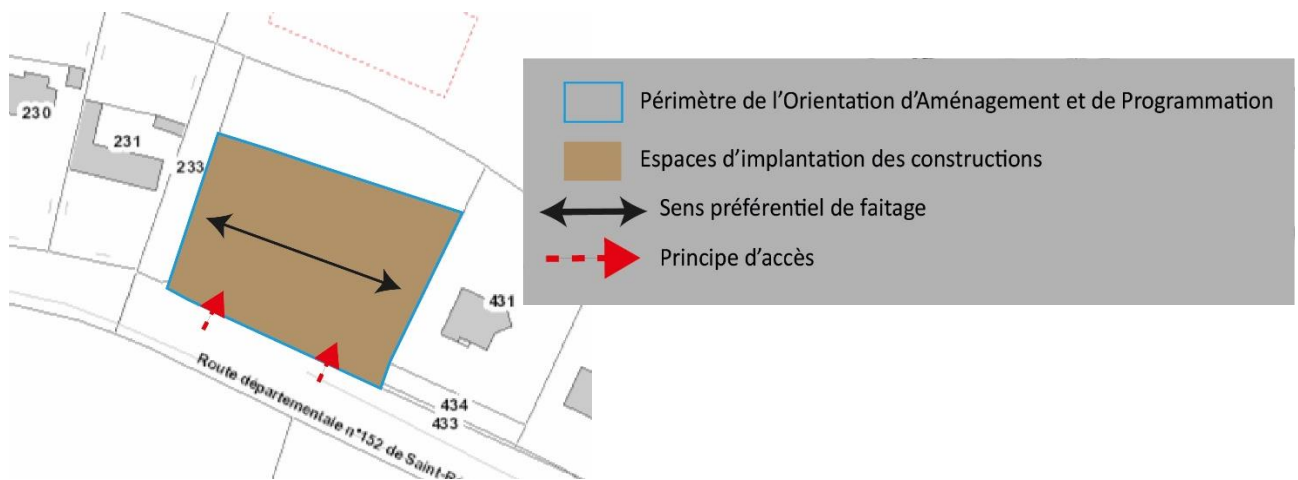 230
231
233
431
434
433
Route départementale n°152 de Saint-
Périmètre de l'Orientation d'Aménagement et de Programmation
Espaces d'implantation des constructions
Sens préférentiel de faitage
Principe d'accès